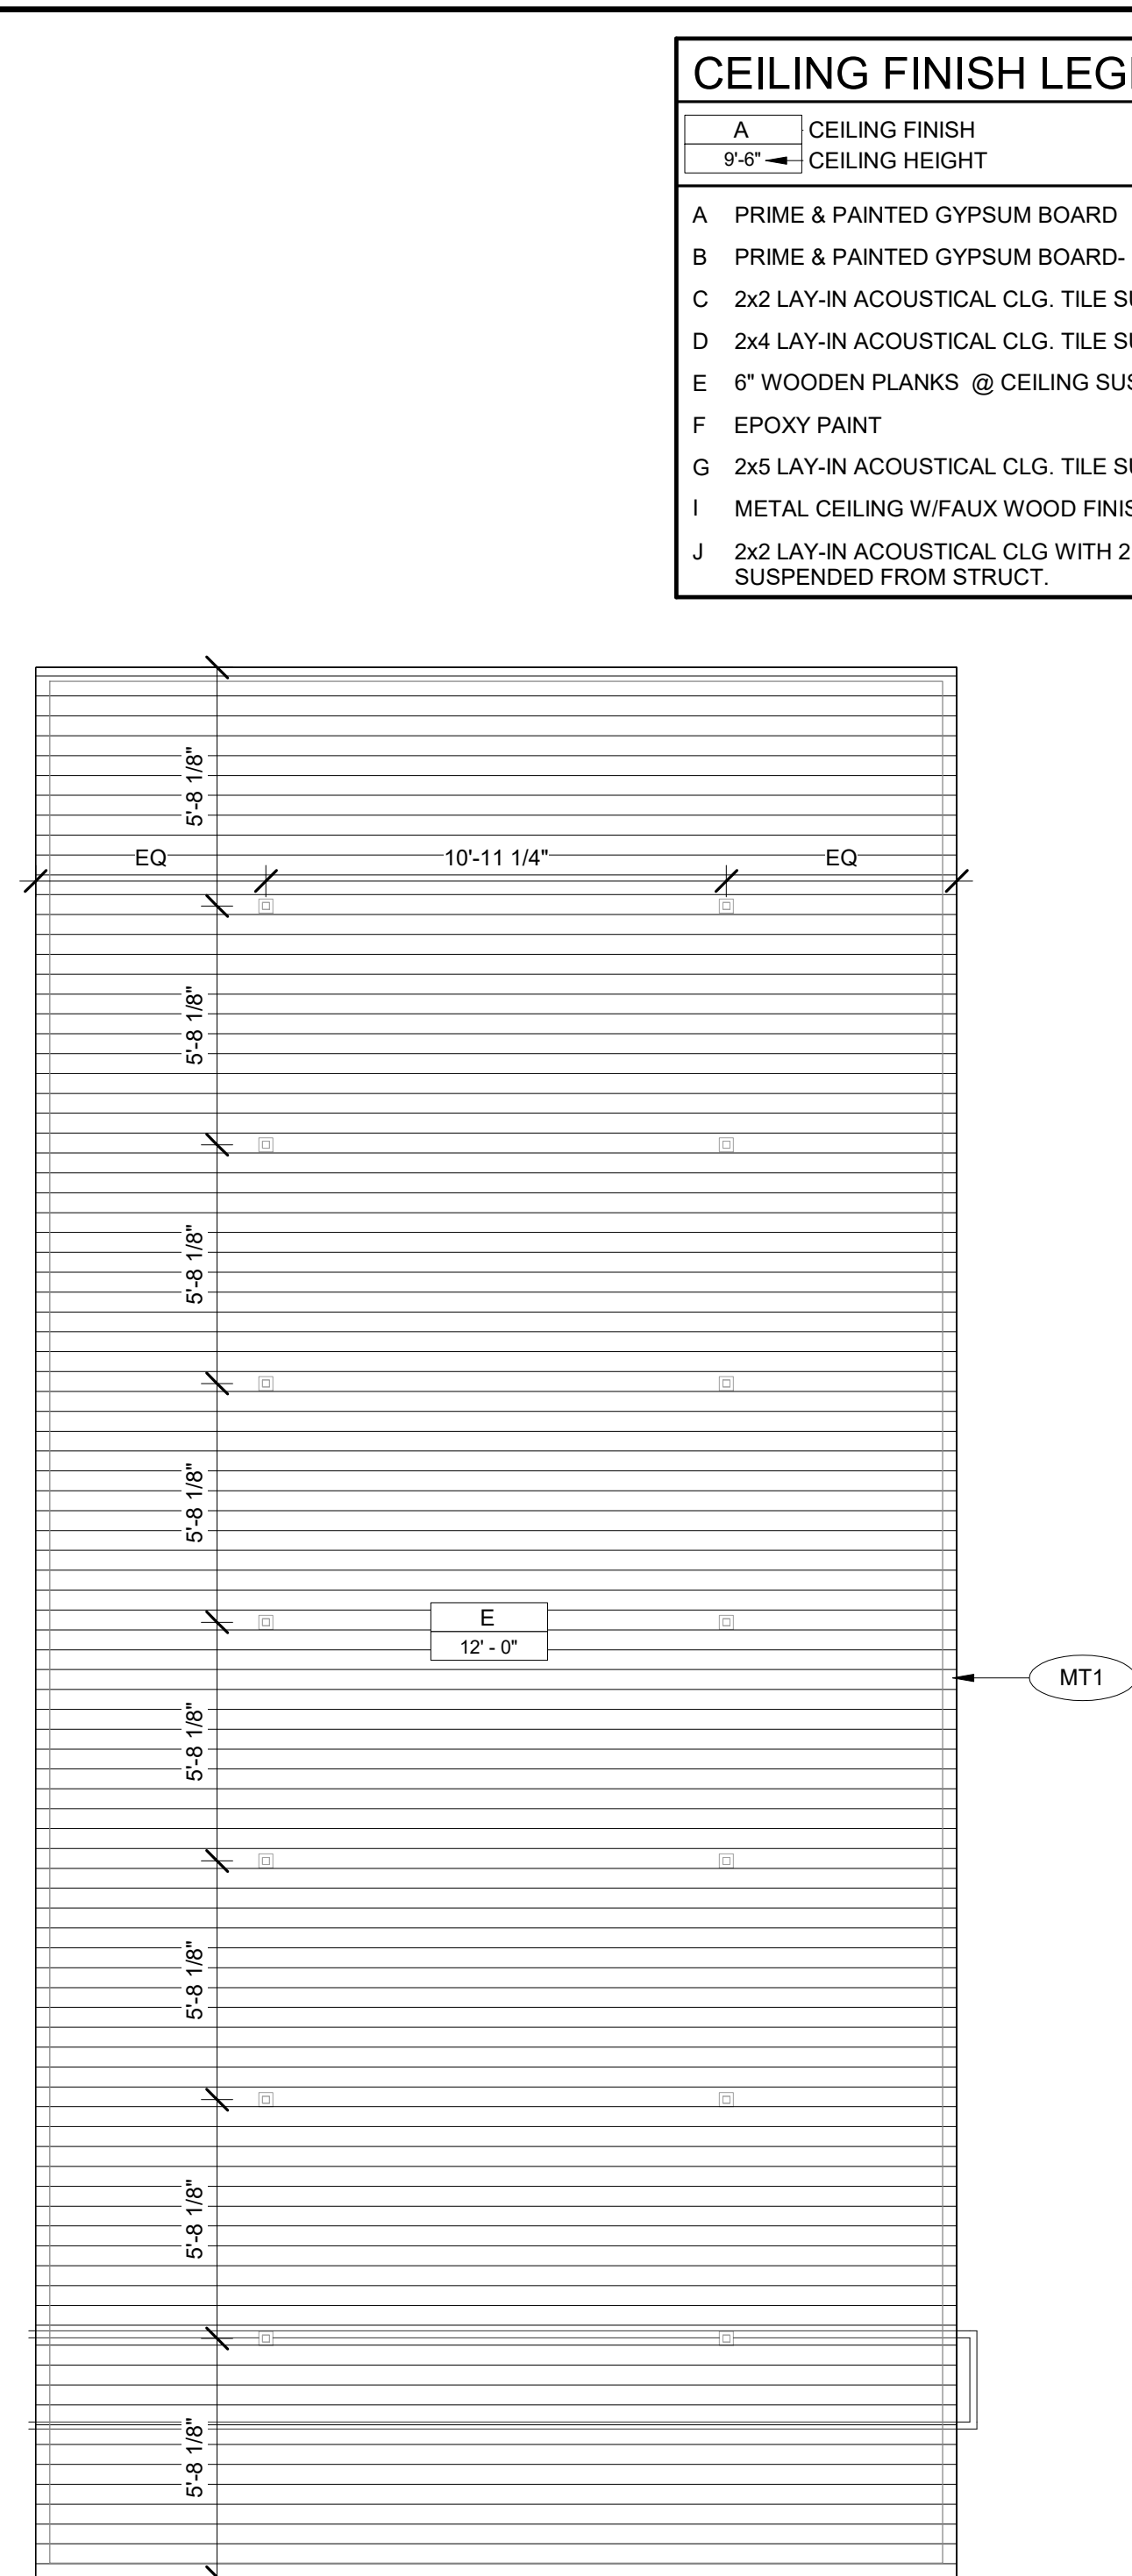 CEILING FINISH LEG
A
CEILING FINISH
9'-6"
CEILING HEIGHT
A PRIME & PAINTED GYPSUM BOARD
B PRIME & PAINTED GYPSUM BOARD-
C 2x2 LAY-IN ACOUSTICAL CLG. TILE S
D 2x4 LAY-IN ACOUSTICAL CLG. TILE S
E 6" WOODEN PLANKS @ CEILING SUS
F EPOXY PAINT
G 2x5 LAY-IN ACOUSTICAL CLG. TILE S
I METAL CEILING W/FAUX WOOD FINIS
J 2x2 LAY-IN ACOUSTICAL CLG WITH 2
SUSPENDED FROM STRUCT.
5'-8 1/8"
EQ 10'-11 1/4" EQ
5'-8 1/8"
5'-8 1/8"
5'-8 1/8"
E
12' - 0"
MT1
5'-8 1/8"
5'-8 1/8"
5'-8 1/8"
5'-8 1/8"